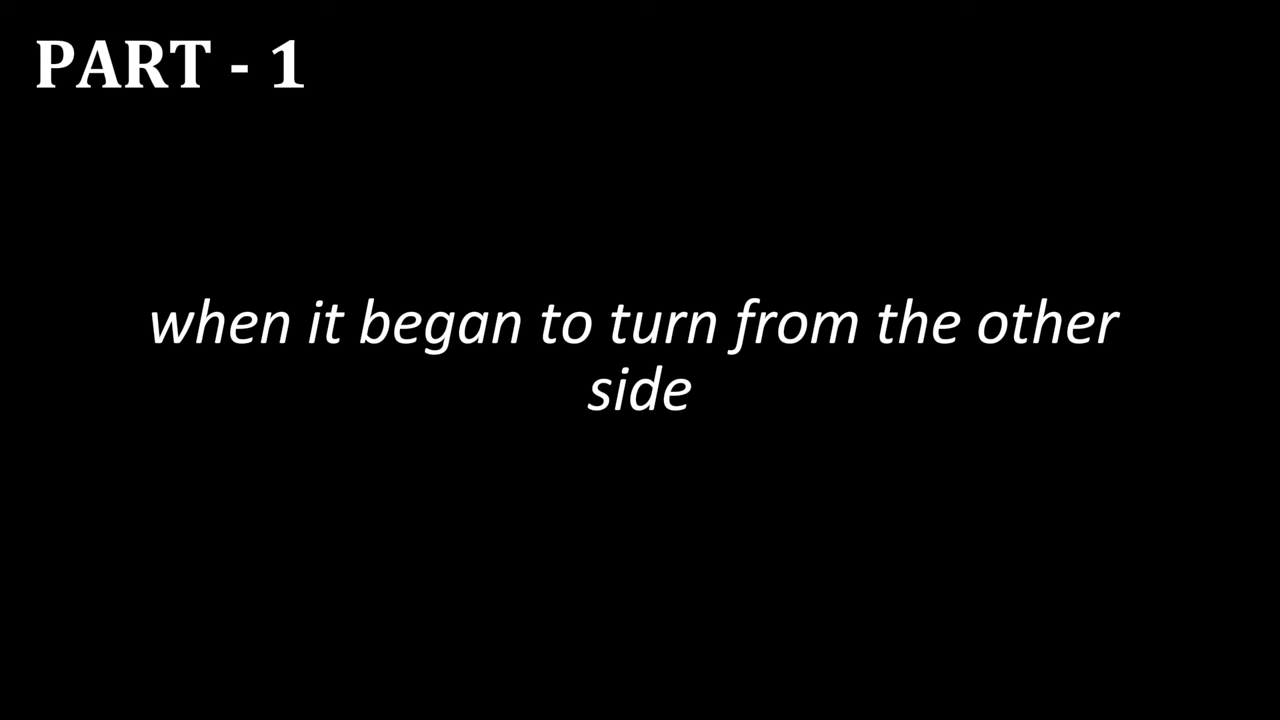 PART - 1
when it began to turn from the other
side